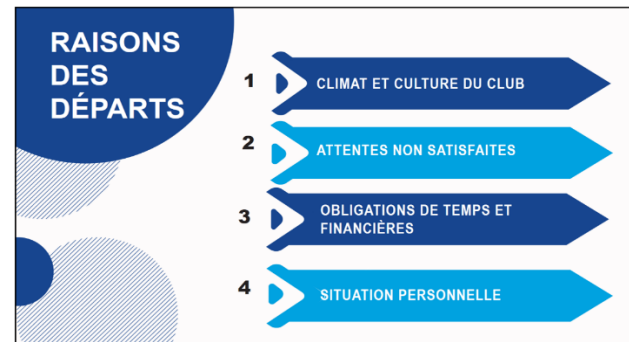 RAISONS
DES
DÉPARTS
1
CLIMAT ET CULTURE DU CLUB
2
ATTENTES NON SATISFAITES
3
OBLIGATIONS DE TEMPS ET
FINANCIÈRES
4
SITUATION PERSONNELLE